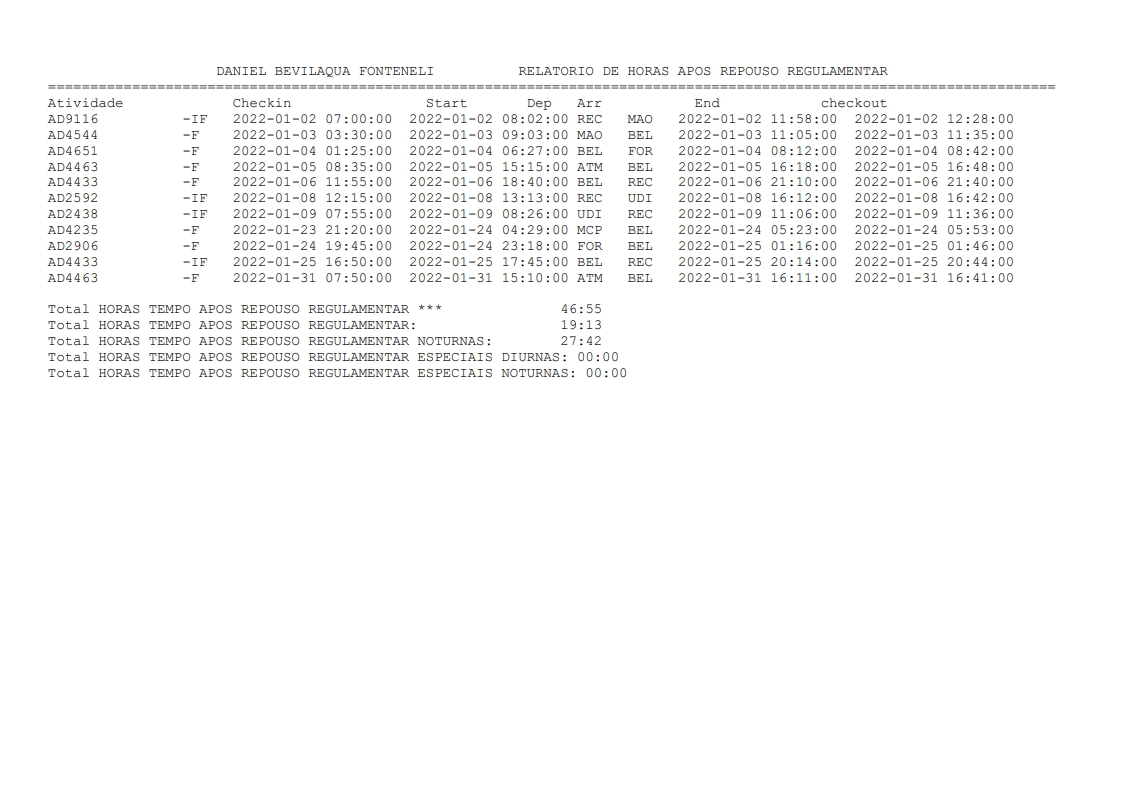 DANIEL BEVILAQUA FONTENELI RELATORIO DE HORAS APOS REPOUSO REGULAMENTAR
========================================================================================================================
Atividade Checkin Start Dep Arr End checkout
AD9116 -IF 2022-01-02 07:00:00 2022-01-02 08:02:00 REC MAO 2022-01-02 11:58:00 2022-01-02 12:28:00
AD4544 -F 2022-01-03 03:30:00 2022-01-03 09:03:00 MAO BEL 2022-01-03 11:05:00 2022-01-03 11:35:00
AD4651 -F 2022-01-04 01:25:00 2022-01-04 06:27:00 BEL FOR 2022-01-04 08:12:00 2022-01-04 08:42:00
AD4463 -F 2022-01-05 08:35:00 2022-01-05 15:15:00 ATM BEL 2022-01-05 16:18:00 2022-01-05 16:48:00
AD4433 -F 2022-01-06 11:55:00 2022-01-06 18:40:00 BEL REC 2022-01-06 21:10:00 2022-01-06 21:40:00
AD2592 -IF 2022-01-08 12:15:00 2022-01-08 13:13:00 REC UDI 2022-01-08 16:12:00 2022-01-08 16:42:00
AD2438 -IF 2022-01-09 07:55:00 2022-01-09 08:26:00 UDI REC 2022-01-09 11:06:00 2022-01-09 11:36:00
AD4235 -F 2022-01-23 21:20:00 2022-01-24 04:29:00 MCP BEL 2022-01-24 05:23:00 2022-01-24 05:53:00
AD2906 -F 2022-01-24 19:45:00 2022-01-24 23:18:00 FOR BEL 2022-01-25 01:16:00 2022-01-25 01:46:00
AD4433 -IF 2022-01-25 16:50:00 2022-01-25 17:45:00 BEL REC 2022-01-25 20:14:00 2022-01-25 20:44:00
AD4463 -F 2022-01-31 07:50:00 2022-01-31 15:10:00 ATM BEL 2022-01-31 16:11:00 2022-01-31 16:41:00
Total HORAS TEMPO APOS REPOUSO REGULAMENTAR *** 46:55
Total HORAS TEMPO APOS REPOUSO REGULAMENTAR: 19:13
Total HORAS TEMPO APOS REPOUSO REGULAMENTAR NOTURNAS: 27:42
Total HORAS TEMPO APOS REPOUSO REGULAMENTAR ESPECIAIS DIURNAS: 00:00
Total HORAS TEMPO APOS REPOUSO REGULAMENTAR ESPECIAIS NOTURNAS: 00:00